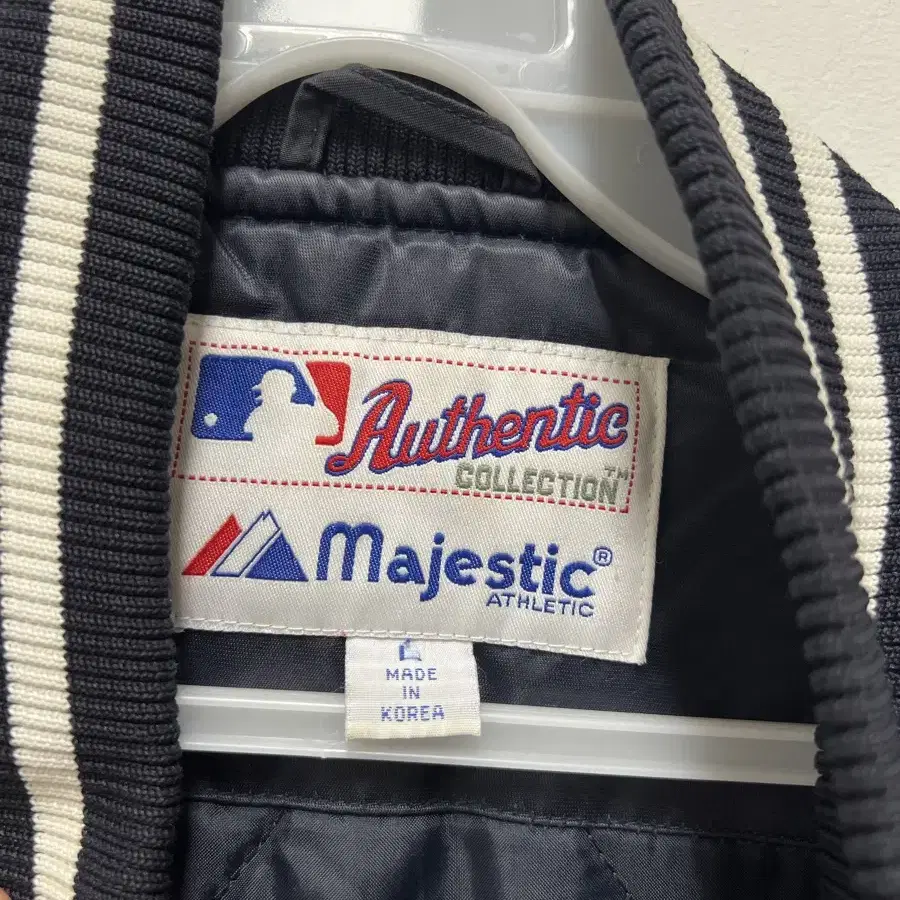 Authentic
COLLECTION™
Majestic®
ATHLETIC
L
MADE
IN
KOREA